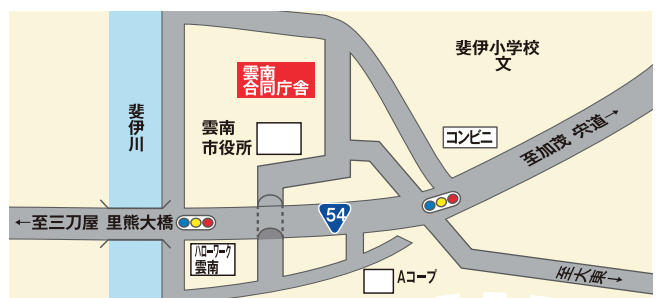 斐伊小学校
文
雲南
合同庁舎
斐伊川
雲南
市役所
コンビニ
至加茂 宍道→
←至三刀屋
里熊大橋
54
ハローワーク
雲南
Aコープ
至大東→